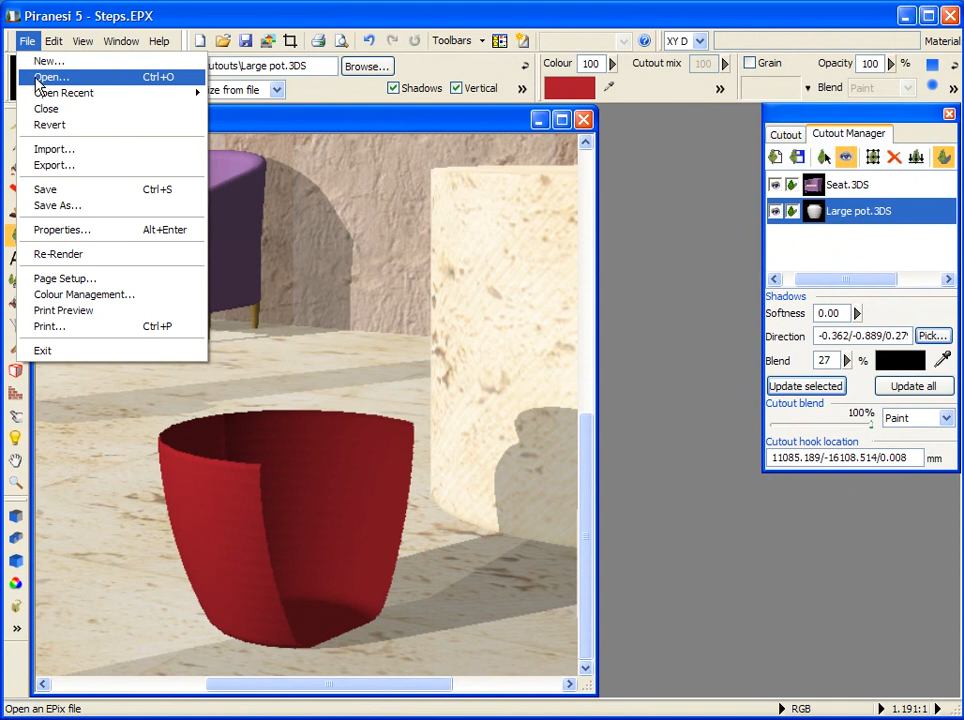 Piranesi 5 - Steps.EPX
File Edit View Window Help Toolbars XY D Material
utouts\Large pot.3DS Browse... Colour 100 Cutout mix 100 Grain Opacity 100 %
ize from file Shadows Vertical Blend Paint
New...
Open... Ctrl+O
Open Recent
Close
Revert
Import...
Export...
Save Ctrl+S
Save As...
Properties... Alt+Enter
Re-Render
Page Setup...
Colour Management...
Print Preview
Print... Ctrl+P
Exit
Cutout Cutout Manager
Seat.3DS
Large pot.3DS
Shadows
Softness 0.00
Direction -0.362/-0.889/0.27 Pick...
Blend 27 %
Update selected Update all
Cutout blend
100% Paint
Cutout hook location
11085.189/-16108.514/0.008 mm
Open an EPix file RGB 1.191:1